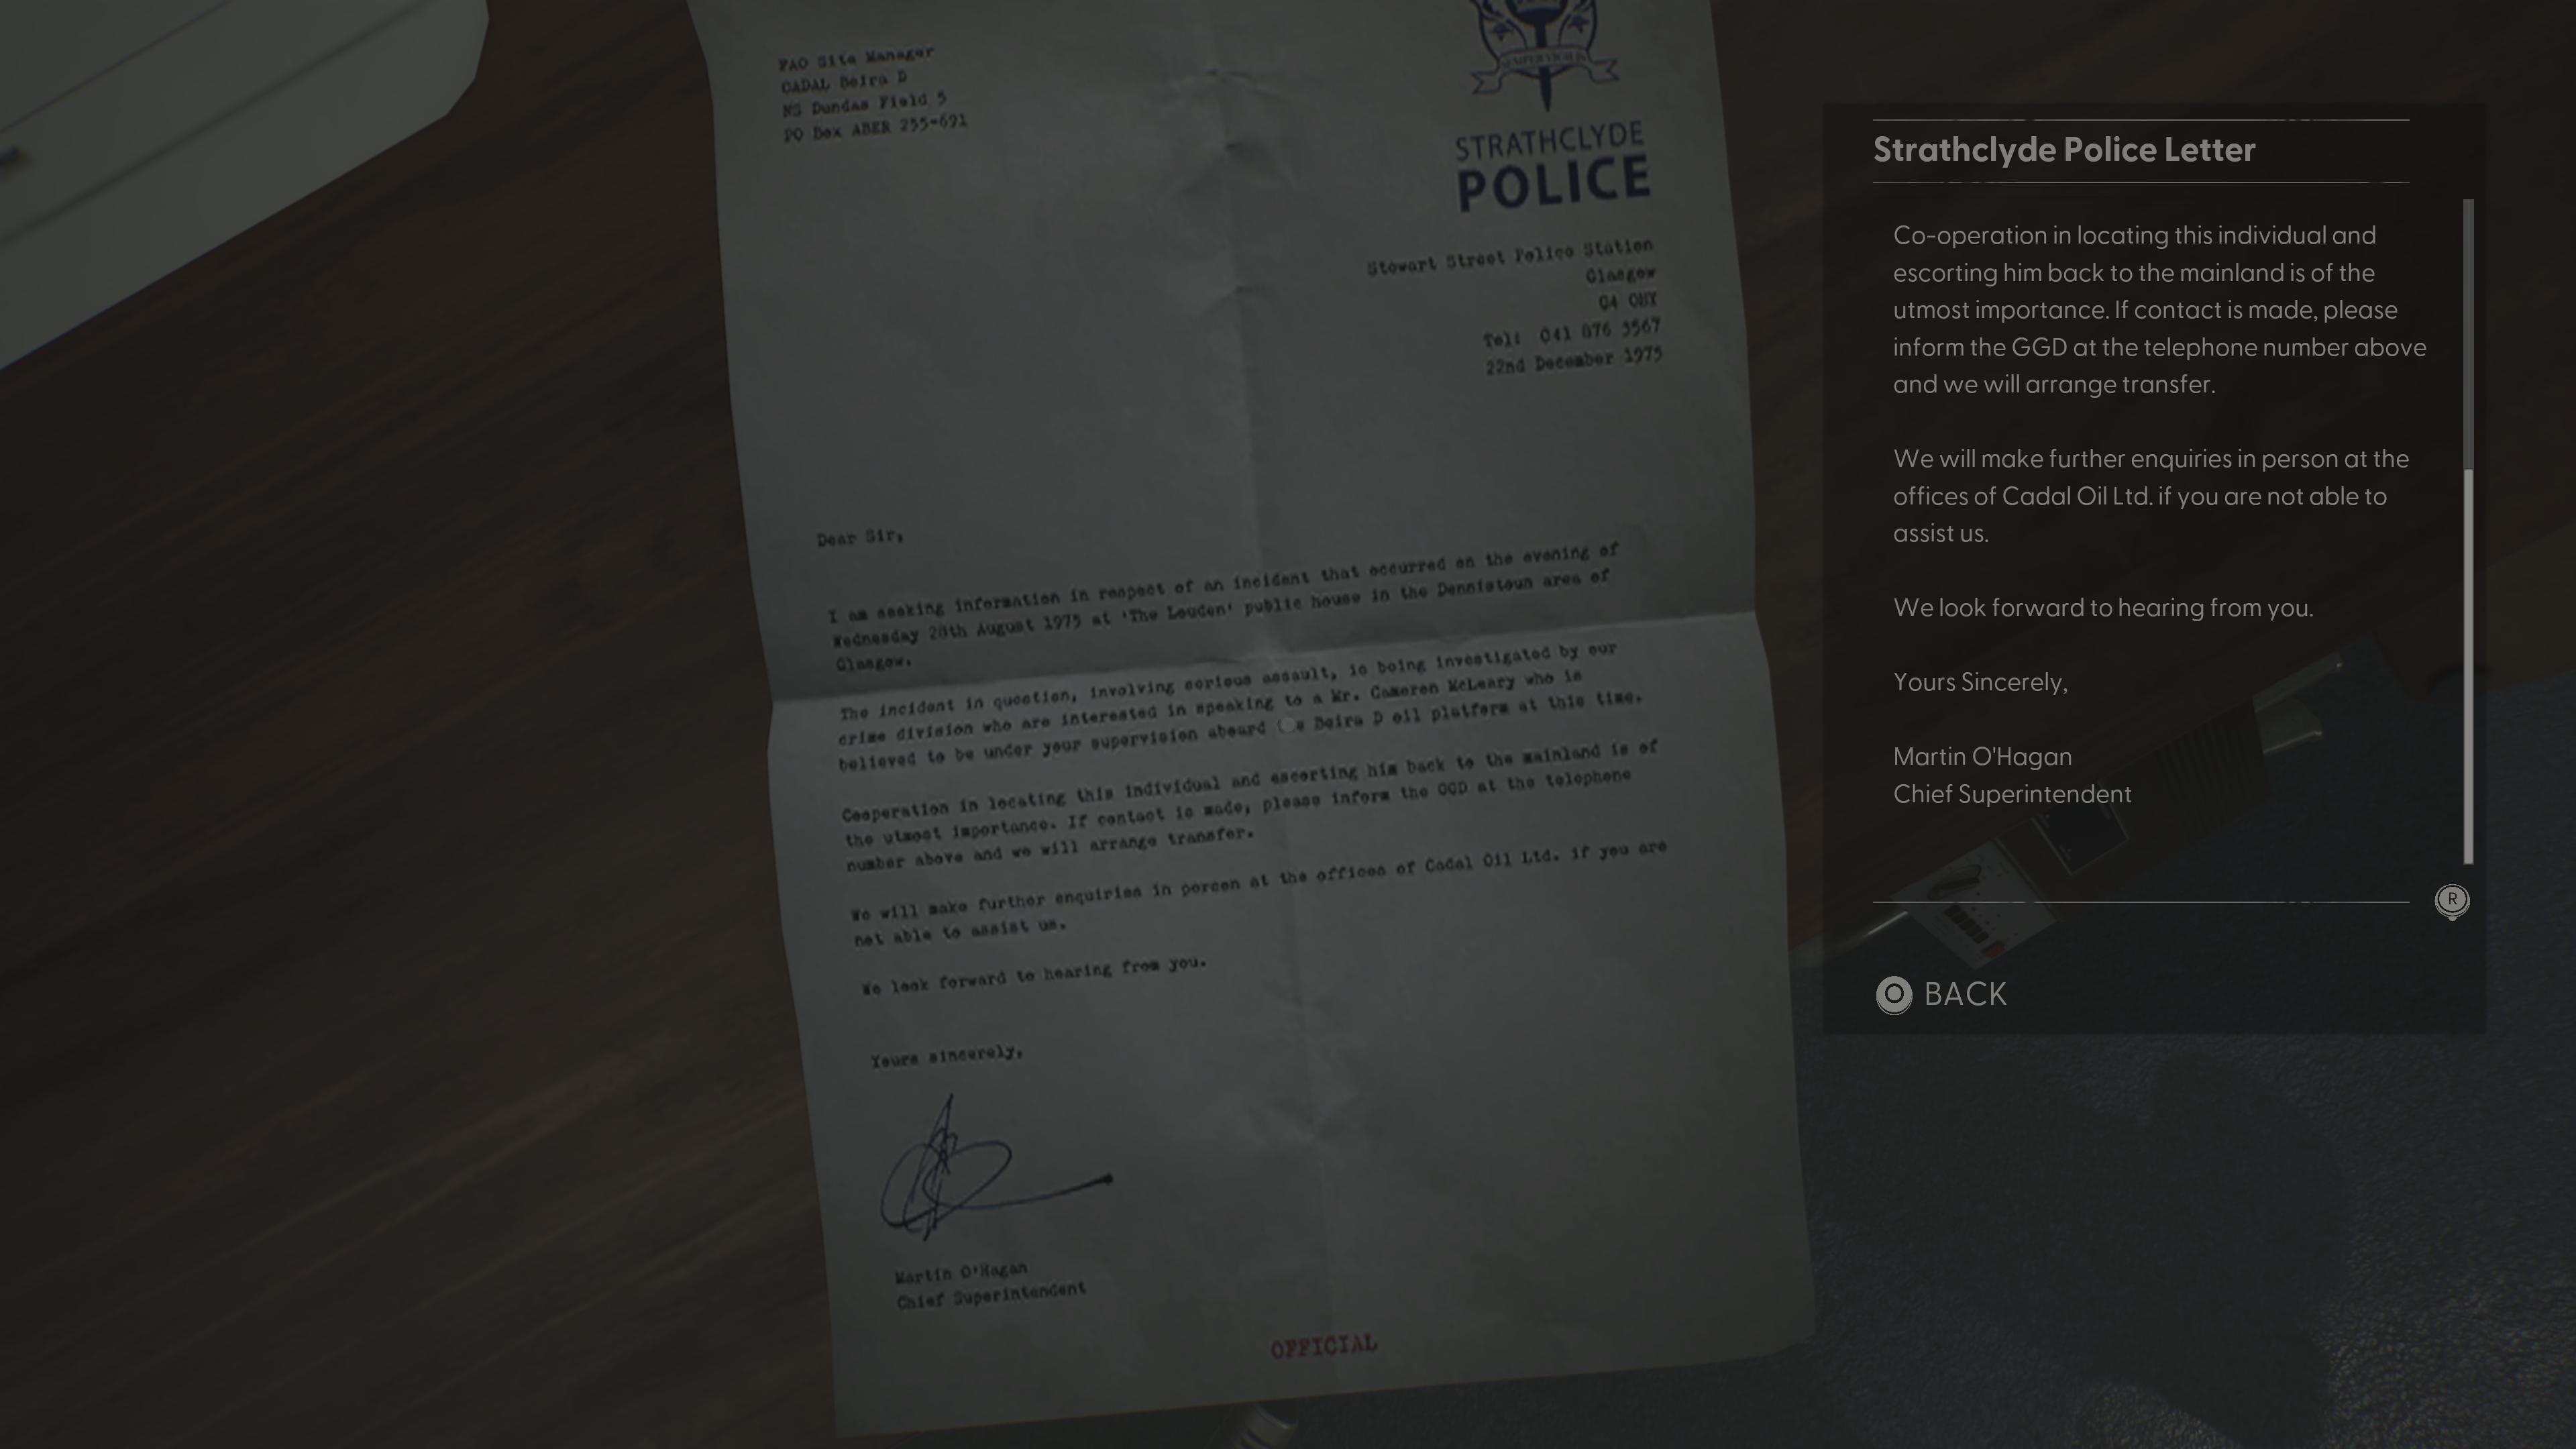 FAO Site Manager
CADAL Beira D
NS Dundas Field 5
PO Box ABER 255-691
SEMPER VIGILO
STRATHCLYDE
POLICE
Stewart Street Police Station
Glasgow
G4 0HY
Tel: 041 876 3567
22nd December 1975
Dear Sir,
I am seeking information in respect of an incident that occurred on the evening of
Wednesday 28th August 1975 at 'The Louden' public house in the Dennistoun area of
Glasgow.
The incident in question, involving serious assault, is being investigated by our
crime division who are interested in speaking to a Mr. Cameron McLeary who is
believed to be under your supervision aboard Beira D oil platform at this time.
Cooperation in locating this individual and escorting him back to the mainland is of
the utmost importance. If contact is made, please inform the GGD at the telephone
number above and we will arrange transfer.
We will make further enquiries in person at the offices of Cadal Oil Ltd. if you are
not able to assist us.
We look forward to hearing from you.
Yours sincerely,
Martin O'Hagan
Chief Superintendent
OFFICIAL
Strathclyde Police Letter
Co-operation in locating this individual and
escorting him back to the mainland is of the
utmost importance. If contact is made, please
inform the GGD at the telephone number above
and we will arrange transfer.
We will make further enquiries in person at the
offices of Cadal Oil Ltd. if you are not able to
assist us.
We look forward to hearing from you.
Yours Sincerely,
Martin O'Hagan
Chief Superintendent
R
BACK